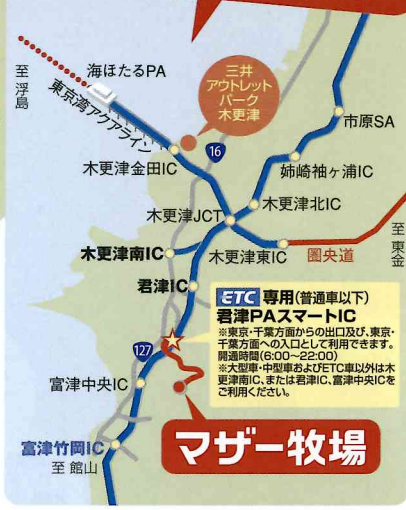 至浮島
海ほたるPA
東京湾アクアライン
三井
アウトレット
パーク
木更津
16
市原SA
木更津金田IC
姉崎袖ヶ浦IC
木更津JCT
木更津北IC
至東金
木更津南IC
木更津東IC
圏央道
君津IC
ETC 専用(普通車以下)
君津PAスマートIC
※東京・千葉方面からの出口及び、東京・
千葉方面への入口として利用できます。
開通時間(6:00~22:00)
※大型車・中型車およびETC車以外は木
更津南IC、または君津IC、富津中央ICを
ご利用ください。
127
富津中央IC
マザー牧場
富津竹岡IC
至 館山